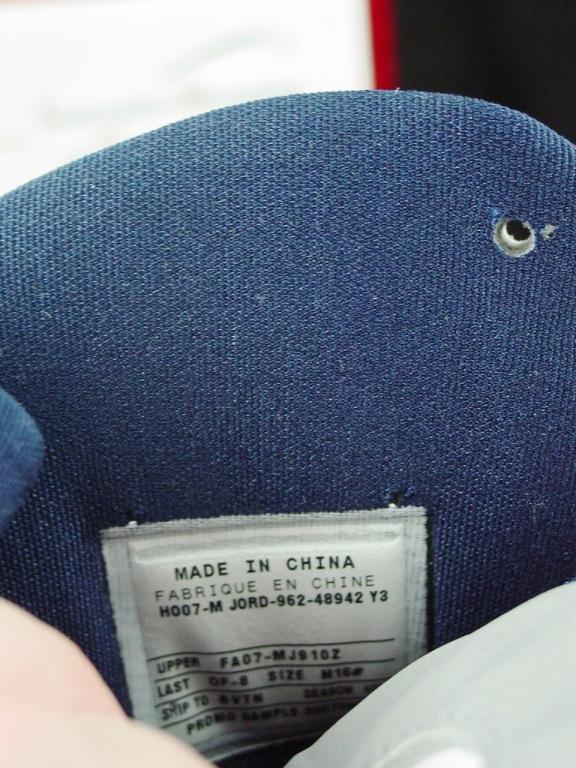 MADE IN CHINA
FABRIQUE EN CHINE
H007-M JORD-962-48942 Y3
UPPER FA07-MJ910Z
LAST OF-8 SIZE M16#
SHIP TO BVTN SEASON
PROMO SAMPLE